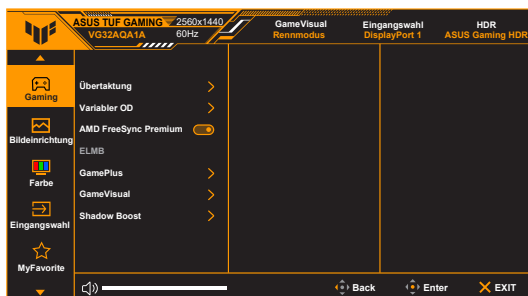 ASUS TUF GAMING 2560x1440
VG32AQA1A 60Hz
GameVisual
Rennmodus
Eingangswahl
DisplayPort 1
HDR
ASUS Gaming HDR
Gaming
Bildeinrichtung
Farbe
Eingangswahl
MyFavorite
Übertaktung
Variabler OD
AMD FreeSync Premium
ELMB
GamePlus
GameVisual
Shadow Boost
Back
Enter
EXIT